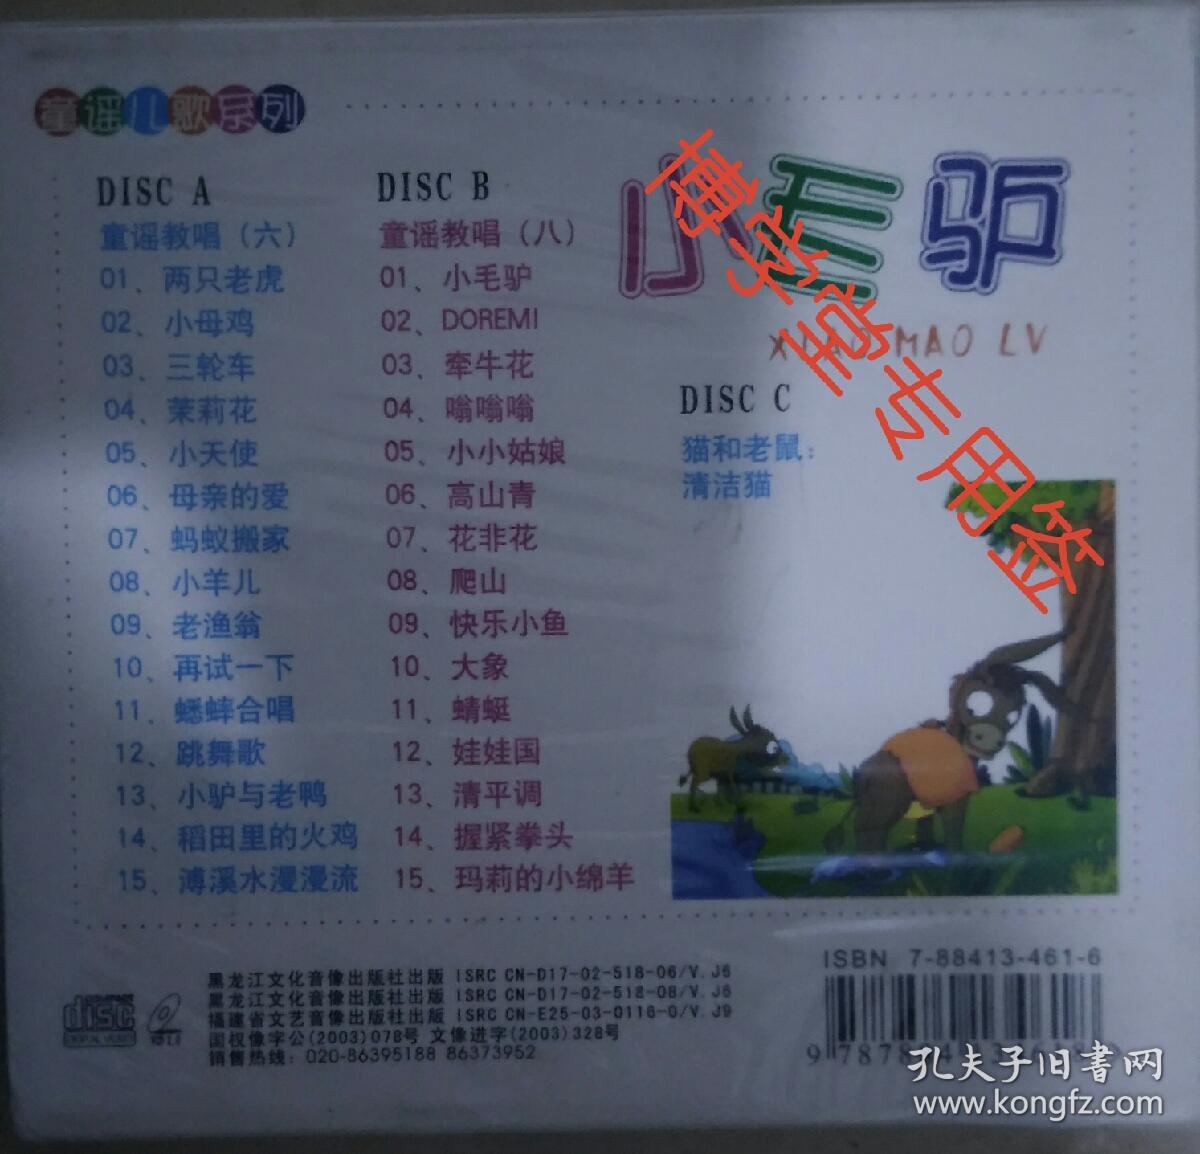 童谣儿歌系列
DISC A
童谣教唱（六）
01、两只老虎
02、小母鸡
03、三轮车
04、茉莉花
05、小天使
06、母亲的爱
07、蚂蚁搬家
08、小羊儿
09、老渔翁
10、再试一下
11、蟋蟀合唱
12、跳舞歌
13、小驴与老鸭
14、稻田里的火鸡
15、溥溪水漫漫流
DISC B
童谣教唱（八）
01、小毛驴
02、DOREMI
03、牵牛花
04、嗡嗡嗡
05、小小姑娘
06、高山青
07、花非花
08、爬山
09、快乐小鱼
10、大象
11、蜻蜓
12、娃娃国
13、清平调
14、握紧拳头
15、玛莉的小绵羊
小毛驴
XIAO MAO LV
DISC C
猫和老鼠：
清洁猫
博学堂专用签
黑龙江文化音像出版社出版 ISRC CN-D17-02-518-06/V.J6
黑龙江文化音像出版社出版 ISRC CN-D17-02-518-08/V.J6
福建省文艺音像出版社出版 ISRC CN-E25-03-0116-0/V.J9
国权像字公(2003)078号 文像进字(2003)328号
销售热线：020-86395188 86373952
disc
ISBN 7-88413-461-6
孔夫子旧书网
www.kongfz.com